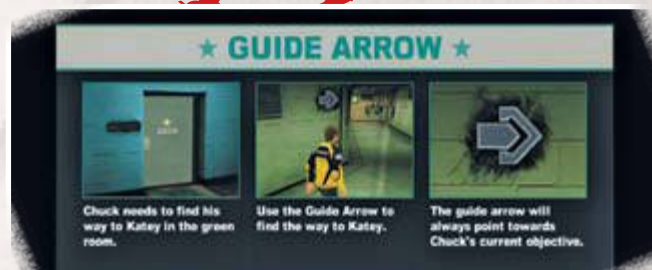 ★ GUIDE ARROW ★
Chuck needs to find his
way to Katey in the green
room.
Use the Guide Arrow to
find the way to Katey.
The guide arrow will
always point towards
Chuck's current objective.